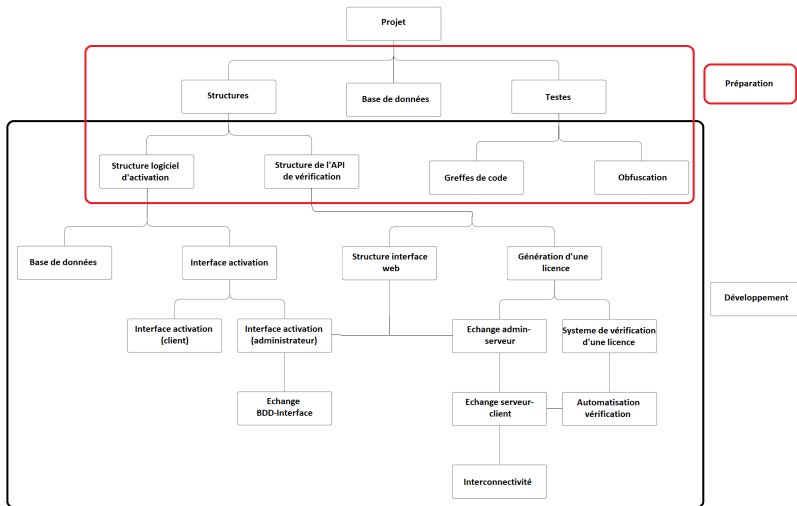 Projet
Préparation
Structures
Base de données
Testes
Structure logiciel
d'activation
Structure de l'API
de vérification
Greffes de code
Obfuscation
Base de données
Interface activation
Structure interface
web
Génération d'une
licence
Développement
Interface activation
(client)
Interface activation
(administrateur)
Echange admin-
serveur
Systeme de vérification
d'une licence
Echange
BDD-Interface
Echange serveur-
client
Automatisation
vérification
Interconnectivité